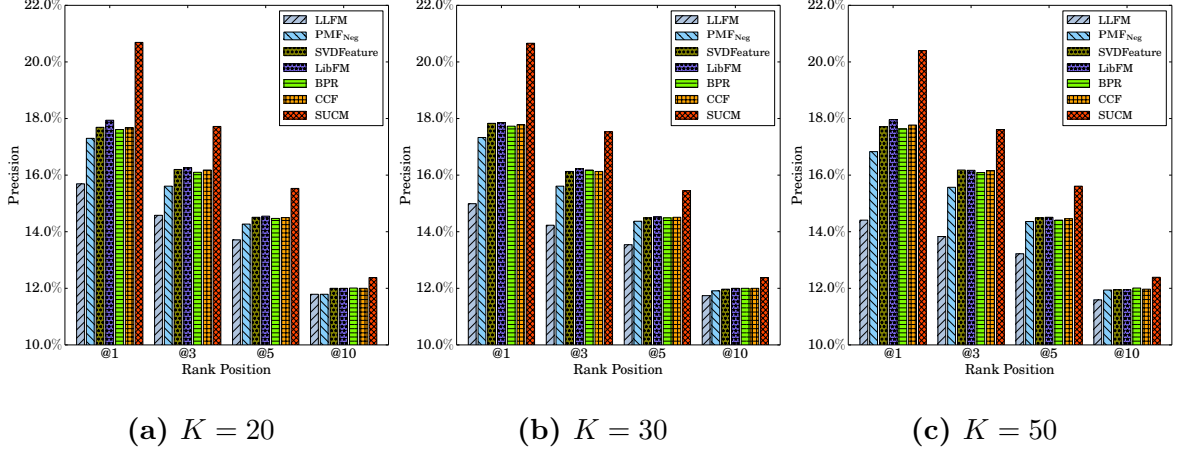 22.0%
20.0%
18.0%
16.0%
14.0%
12.0%
10.0%
Precision
@1 @3 @5 @10
Rank Position
LLFM
PMF_Neg
SVDFeature
LibFM
BPR
CCF
SUCM
(a) K = 20
22.0%
20.0%
18.0%
16.0%
14.0%
12.0%
10.0%
Precision
@1 @3 @5 @10
Rank Position
LLFM
PMF_Neg
SVDFeature
LibFM
BPR
CCF
SUCM
(b) K = 30
22.0%
20.0%
18.0%
16.0%
14.0%
12.0%
10.0%
Precision
@1 @3 @5 @10
Rank Position
LLFM
PMF_Neg
SVDFeature
LibFM
BPR
CCF
SUCM
(c) K = 50